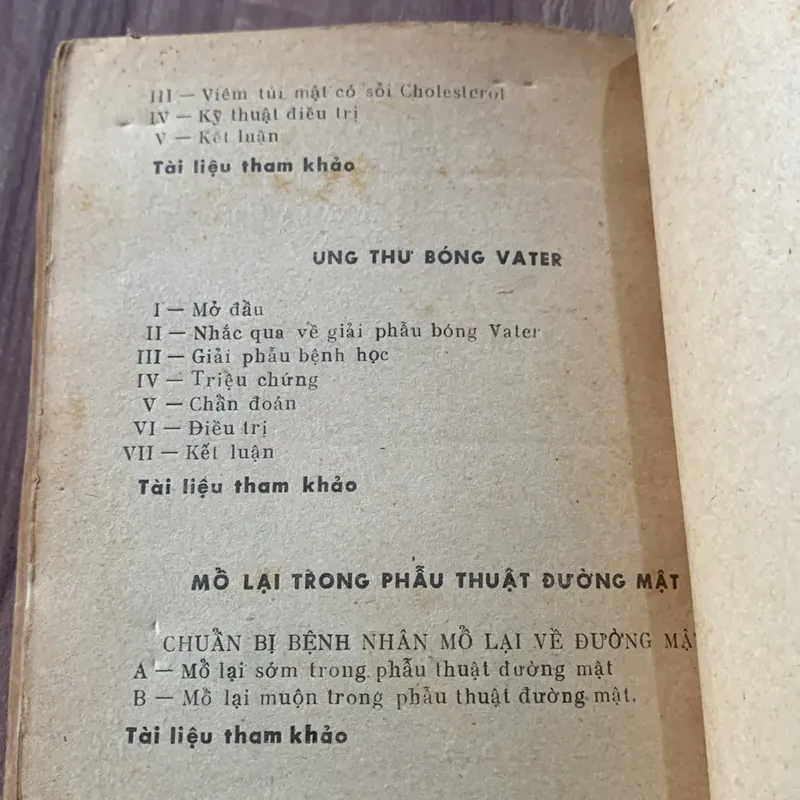 III — Viêm túi mật có sỏi Cholesterol
IV — Kỹ thuật điều trị
V — Kết luận
Tài liệu tham khảo
UNG THƯ BÓNG VATER
I — Mở đầu
II — Nhắc qua về giải phẫu bóng Vater
III — Giải phẫu bệnh học
IV — Triệu chứng
V — Chẩn đoán
VI — Điều trị
VII — Kết luận
Tài liệu tham khảo
MỔ LẠI TRONG PHẪU THUẬT ĐƯỜNG MẬT
CHUẨN BỊ BỆNH NHÂN MỔ LẠI VỀ ĐƯỜNG MẬT
A — Mổ lại sớm trong phẫu thuật đường mật
B — Mổ lại muộn trong phẫu thuật đường mật.
Tài liệu tham khảo